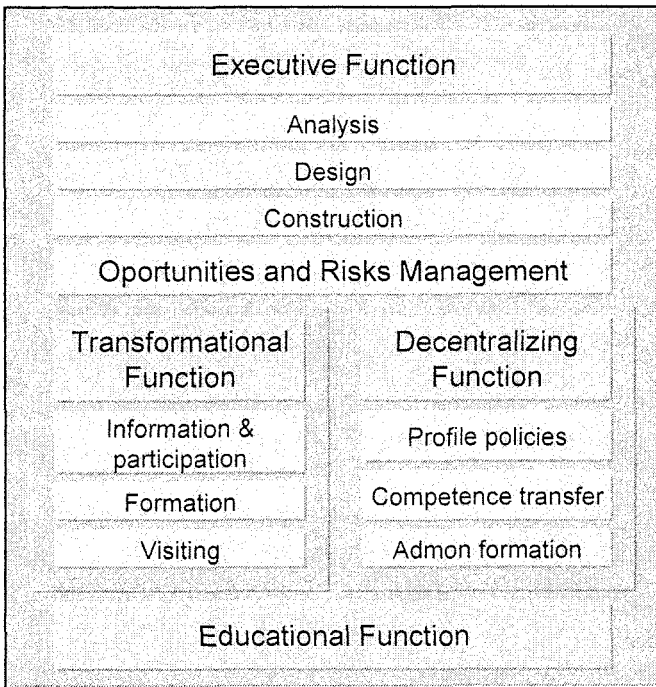 Executive Function
Analysis
Design
Construction
Oportunities and Risks Management
Transformational
Function
Information &
participation
Formation
Visiting
Decentralizing
Function
Profile policies
Competence transfer
Admon formation
Educational Function